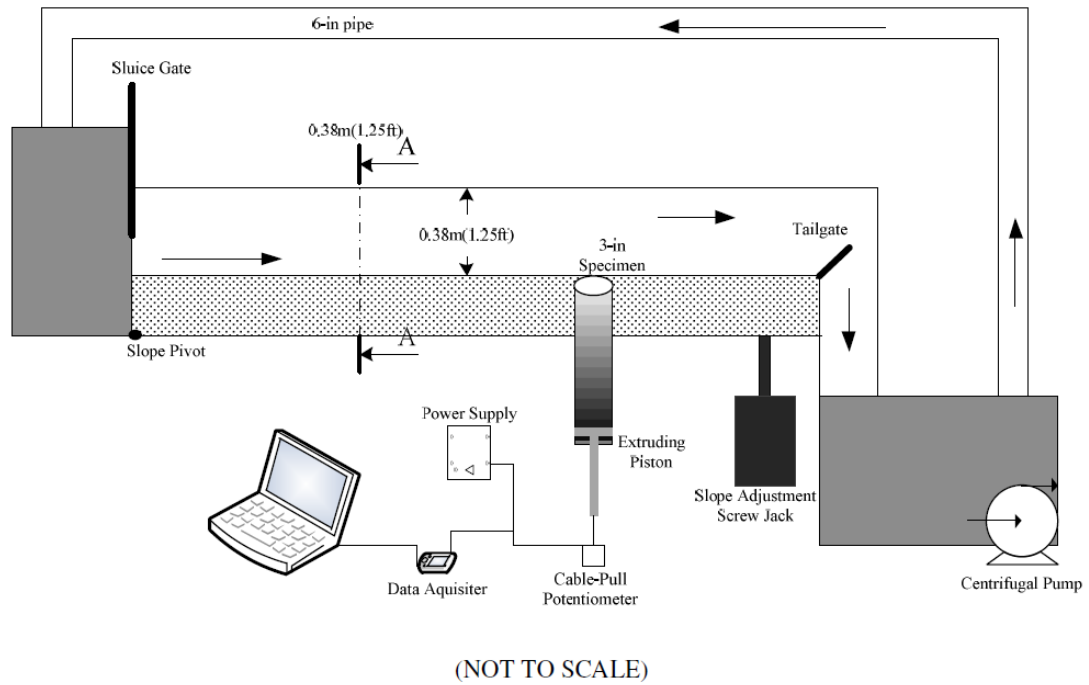 6-in pipe
Sluice Gate
0.38m(1.25ft)
A
0.38m(1.25ft)
3-in
Specimen
Tailgate
A
Slope Pivot
Power Supply
Extruding
Piston
Slope Adjustment
Screw Jack
Data Aquisiter
Cable-Pull
Potentiometer
Centrifugal Pump
(NOT TO SCALE)